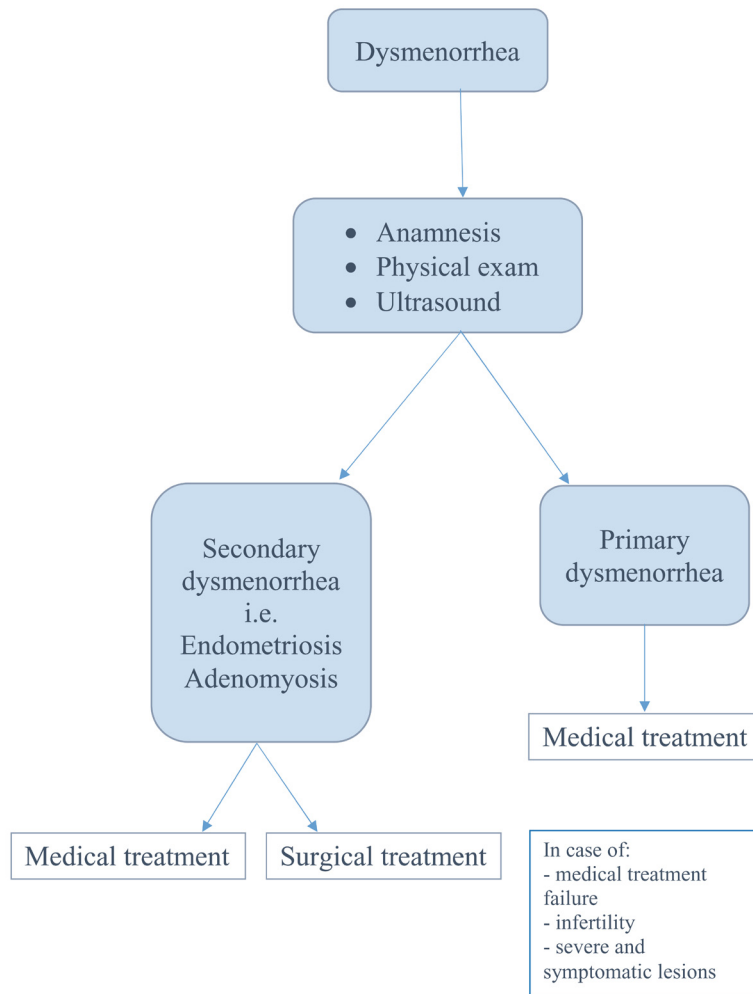 Dysmenorrhea
• Anamnesis
• Physical exam
• Ultrasound
Secondary
dysmenorrhea
i.e.
Endometriosis
Adenomyosis
Primary
dysmenorrhea
Medical treatment
Medical treatment
Surgical treatment
In case of:
- medical treatment
failure
- infertility
- severe and
symptomatic lesions